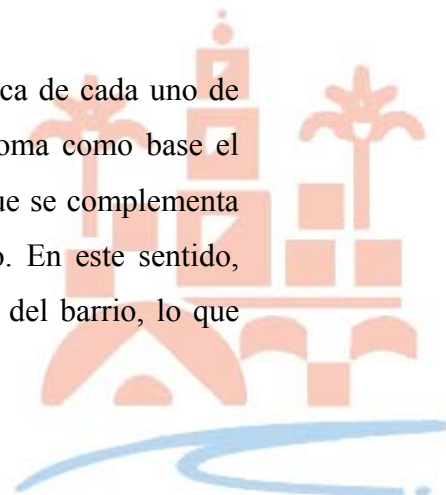 ca de cada uno de
oma como base el
ue se complementa
o. En este sentido,
del barrio, lo que